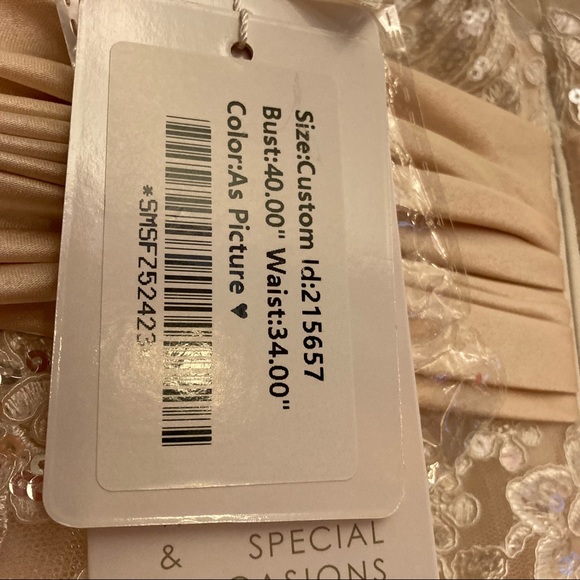 Size:Custom Id:215657
Bust:40.00" Waist:34.00"
Color:As Picture ♥
*SMSFZ52423
SPECIAL
&